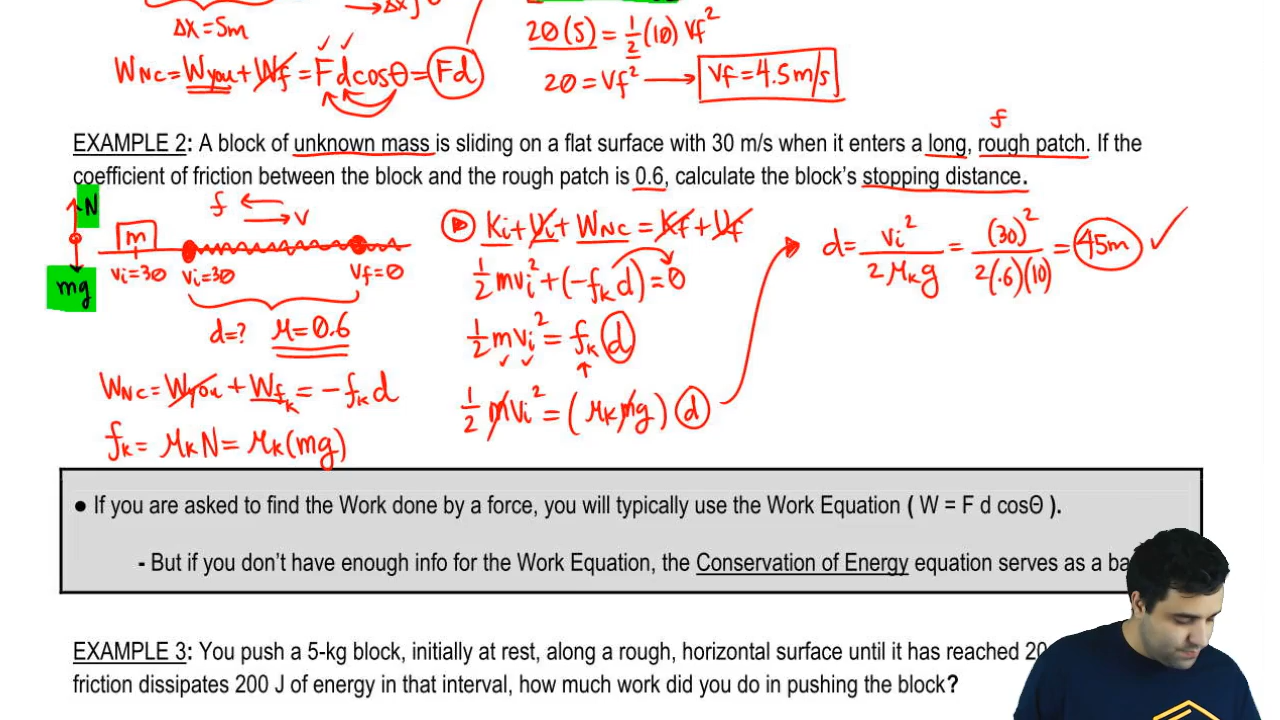 Δx = 5m
→ Δx
W_NC = W_you + W_f = F d cosθ = Fd
20(5) = 1/2 (10) Vf²
20 = Vf² → Vf = 4.5 m/s
f
EXAMPLE 2: A block of unknown mass is sliding on a flat surface with 30 m/s when it enters a long, rough patch. If the
coefficient of friction between the block and the rough patch is 0.6, calculate the block's stopping distance.
N
mg
m
f ←
→ V
Vi=30
Vi=30
Vf=0
d=? μ=0.6
W_NC = W_you + W_fk = -fk d
fk = μk N = μk (mg)
Ki + Ui + W_NC = Kf + Uf
1/2 mvi² + (-fk d) = 0
1/2 mvi² = fk d
1/2 mvi² = (μk mg) d
d = vi² / 2μkg = (30)² / 2(.6)(10) = 45m ✓
● If you are asked to find the Work done by a force, you will typically use the Work Equation ( W = F d cosΘ ).
- But if you don't have enough info for the Work Equation, the Conservation of Energy equation serves as a
EXAMPLE 3: You push a 5-kg block, initially at rest, along a rough, horizontal surface until it has reached 20
friction dissipates 200 J of energy in that interval, how much work did you do in pushing the block?